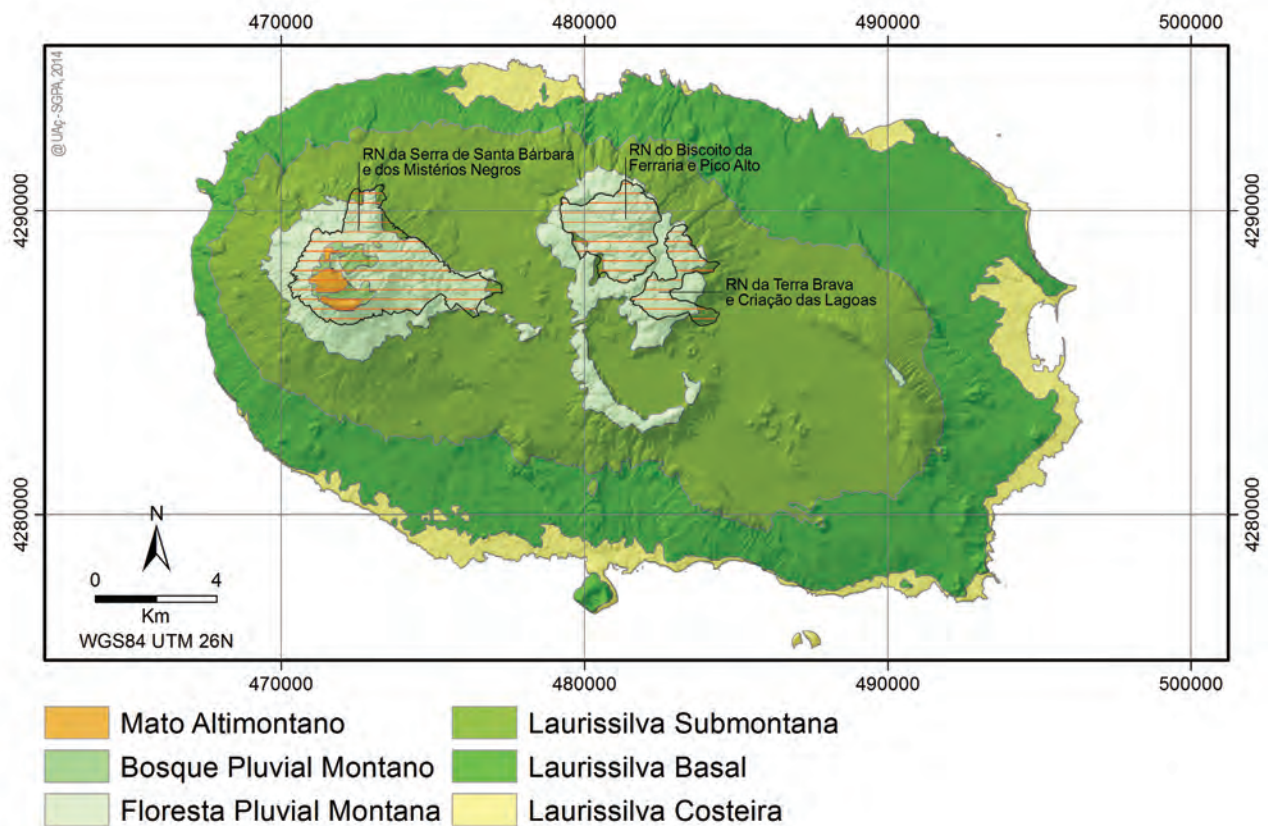 470000 480000 490000 500000
@ UAç - SGPA, 2014
RN da Serra de Santa Bárbara
e dos Mistérios Negros
RN do Biscoito da
Ferraria e Pico Alto
4290000 4290000
RN da Terra Brava
e Criação das Lagoas
4280000 4280000
N
0 4
Km
WGS84 UTM 26N
470000 480000 490000 500000
Mato Altimontano
Bosque Pluvial Montano
Floresta Pluvial Montana
Laurissilva Submontana
Laurissilva Basal
Laurissilva Costeira